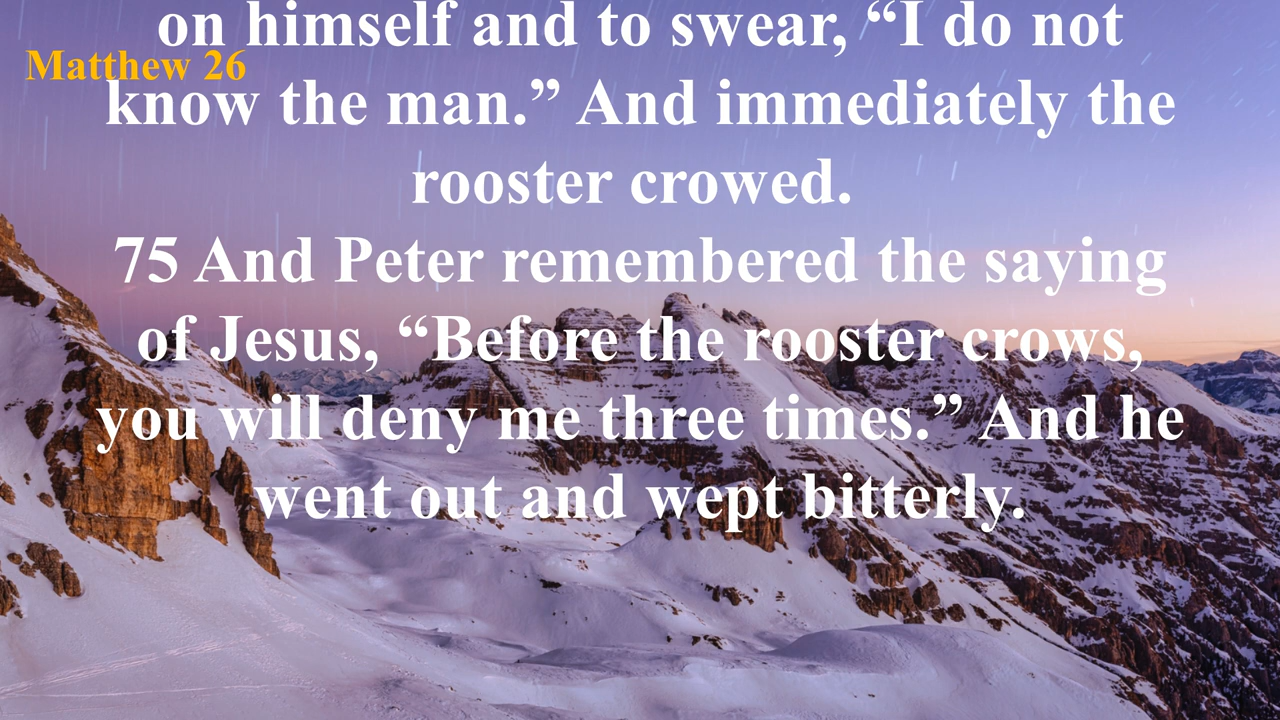 on himself and to swear, “I do not
Matthew 26
know the man.” And immediately the
rooster crowed.
75 And Peter remembered the saying
of Jesus, “Before the rooster crows,
you will deny me three times.” And he
went out and wept bitterly.